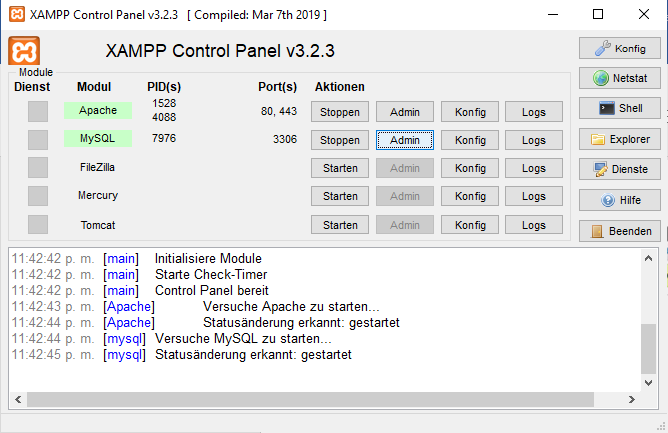 XAMPP Control Panel v3.2.3 [ Compiled: Mar 7th 2019 ]
XAMPP Control Panel v3.2.3
Konfig
Module
Dienst Modul PID(s) Port(s) Aktionen
Netstat
Apache 1528 4088 80, 443 Stoppen Admin Konfig Logs
Shell
MySQL 7976 3306 Stoppen Admin Konfig Logs
Explorer
FileZilla Starten Admin Konfig Logs
Dienste
Mercury Starten Admin Konfig Logs
Hilfe
Tomcat Starten Admin Konfig Logs
Beenden
11:42:42 p. m. [main] Initialisiere Module
11:42:42 p. m. [main] Starte Check-Timer
11:42:42 p. m. [main] Control Panel bereit
11:42:43 p. m. [Apache] Versuche Apache zu starten...
11:42:44 p. m. [Apache] Statusänderung erkannt: gestartet
11:42:44 p. m. [mysql] Versuche MySQL zu starten...
11:42:45 p. m. [mysql] Statusänderung erkannt: gestartet